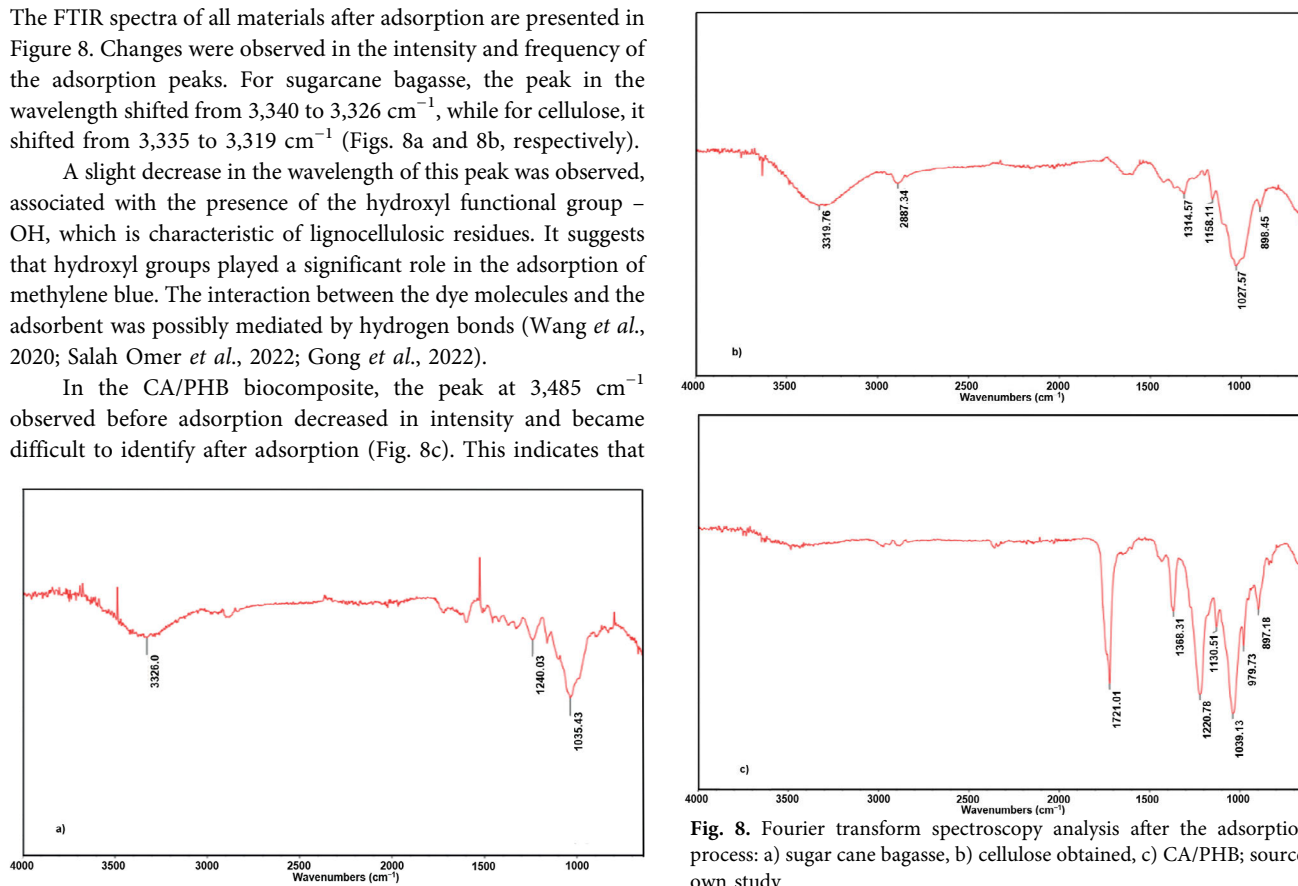 The FTIR spectra of all materials after adsorption are presented in
Figure 8. Changes were observed in the intensity and frequency of
the adsorption peaks. For sugarcane bagasse, the peak in the
wavelength shifted from 3,340 to 3,326 cm⁻¹, while for cellulose, it
shifted from 3,335 to 3,319 cm⁻¹ (Figs. 8a and 8b, respectively).
A slight decrease in the wavelength of this peak was observed,
associated with the presence of the hydroxyl functional group –
OH, which is characteristic of lignocellulosic residues. It suggests
that hydroxyl groups played a significant role in the adsorption of
methylene blue. The interaction between the dye molecules and the
adsorbent was possibly mediated by hydrogen bonds (Wang et al.,
2020; Salah Omer et al., 2022; Gong et al., 2022).
In the CA/PHB biocomposite, the peak at 3,485 cm⁻¹
observed before adsorption decreased in intensity and became
difficult to identify after adsorption (Fig. 8c). This indicates that
3326.0
1240.03
1035.43
a)
4000 3500 3000 2500 2000 1500 1000
Wavenumbers (cm⁻¹)
3319.76
2887.34
1314.57
1158.11
1027.57
898.45
b)
4000 3500 3000 2500 2000 1500 1000
Wavenumbers (cm⁻¹)
1721.01
1368.31
1220.78
1130.51
1039.13
979.73
897.18
c)
4000 3500 3000 2500 2000 1500 1000
Wavenumbers (cm⁻¹)
Fig. 8. Fourier transform spectroscopy analysis after the adsorptio
process: a) sugar cane bagasse, b) cellulose obtained, c) CA/PHB; source
own study